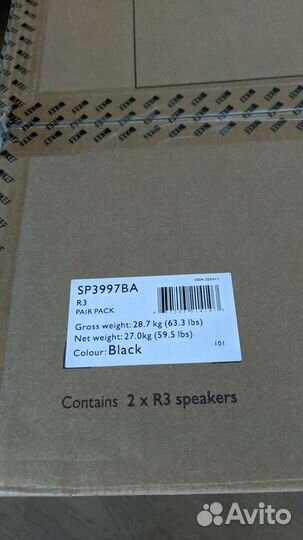 SP3997BA
R3
PAIR PACK
Gross weight: 28.7 kg (63.3 lbs)
Net weight: 27.0kg (59.5 lbs)
Colour: Black
101
Contains 2 x R3 speakers
Avito